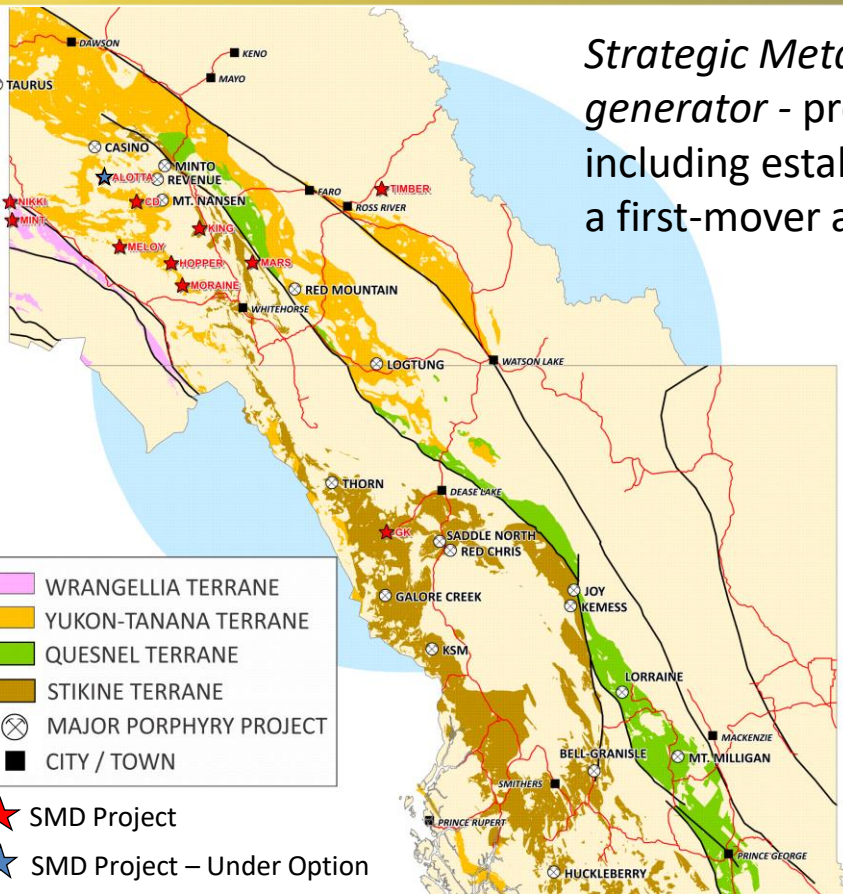 Strategic Meta
generator - pr
including estab
a first-mover a
DAWSON
KENO
MAYO
TAURUS
CASINO
MINTO
ALOTTA
REVENUE
NIKKI
CD
MT. NANSEN
FARO
TIMBER
ROSS RIVER
MINT
KING
MELOY
HOPPER
MARS
MORAINE
RED MOUNTAIN
WHITEHORSE
LOGTUNG
WATSON LAKE
THORN
DEASE LAKE
GK
SADDLE NORTH
RED CHRIS
GALORE CREEK
JOY
KEMESS
KSM
LORRAINE
MACKENZIE
BELL-GRANISLE
MT. MILLIGAN
SMITHERS
PRINCE RUPERT
PRINCE GEORGE
HUCKLEBERRY
WRANGELLIA TERRANE
YUKON-TANANA TERRANE
QUESNEL TERRANE
STIKINE TERRANE
MAJOR PORPHYRY PROJECT
CITY / TOWN
SMD Project
SMD Project – Under Option